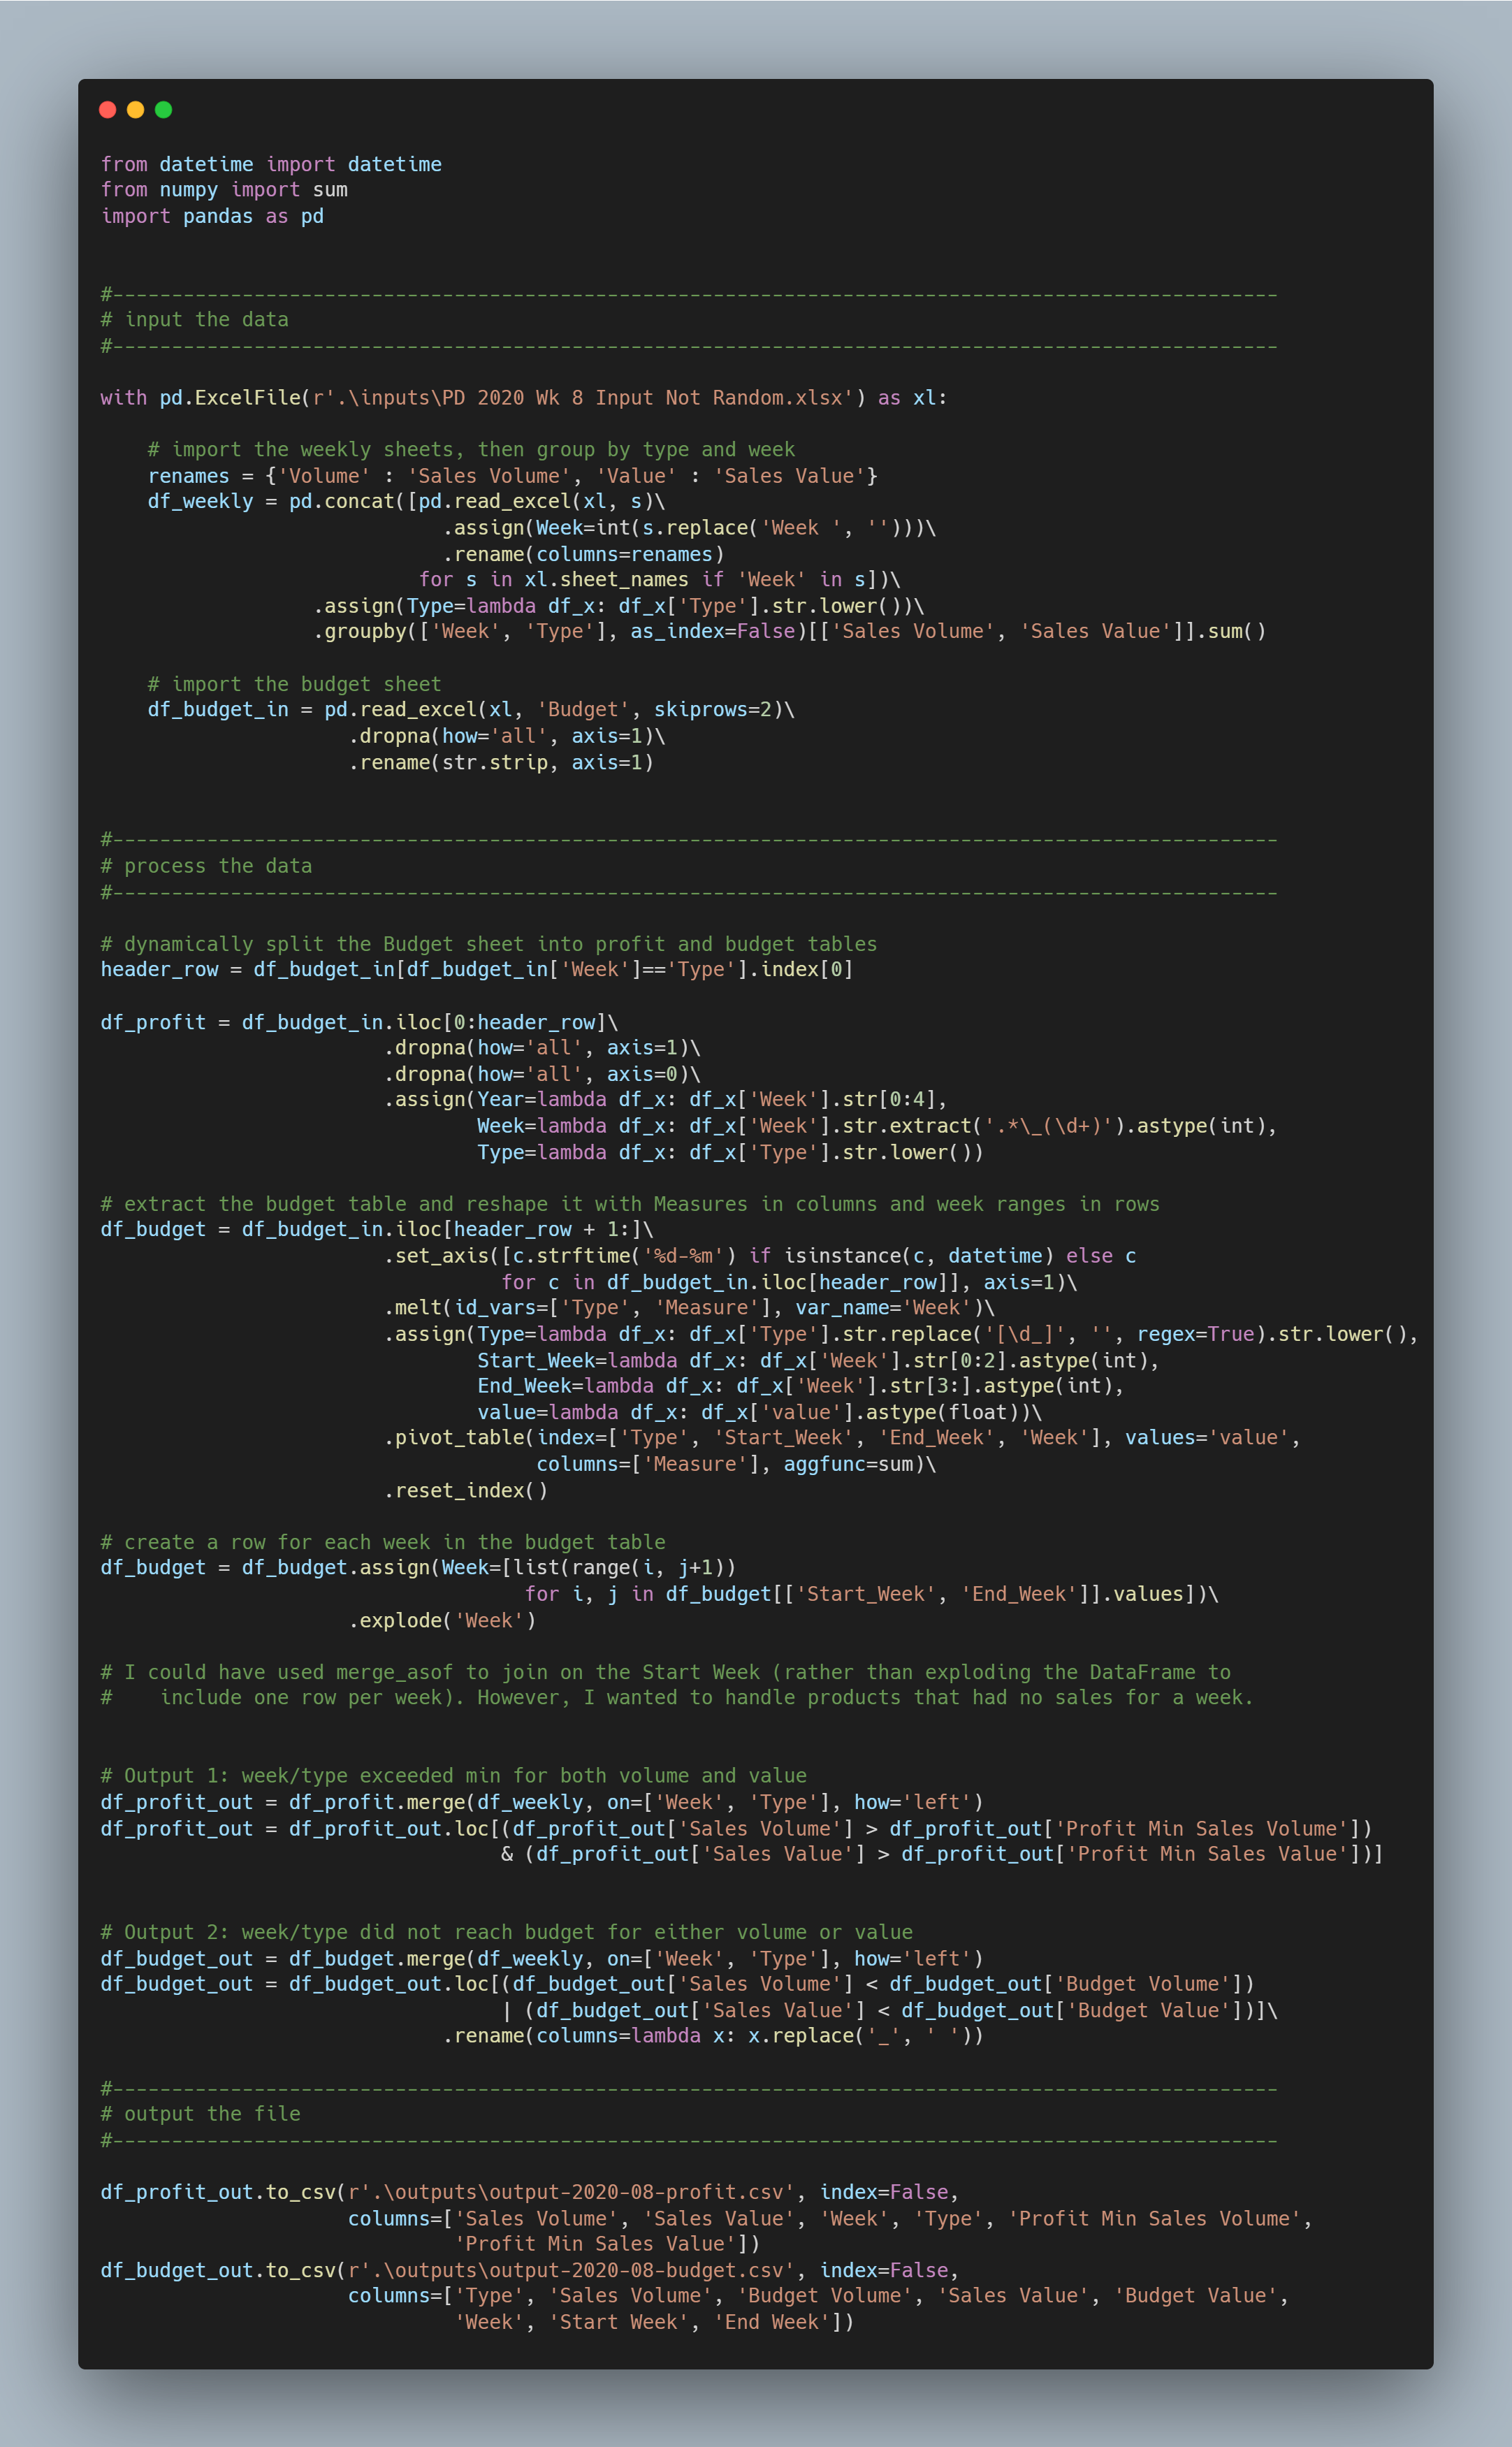 from datetime import datetime
from numpy import sum
import pandas as pd
#---------------------------------------------------------------------------------------------------
# input the data
#---------------------------------------------------------------------------------------------------
with pd.ExcelFile(r'.\inputs\PD 2020 Wk 8 Input Not Random.xlsx') as xl:
    # import the weekly sheets, then group by type and week
    renames = {'Volume' : 'Sales Volume', 'Value' : 'Sales Value'}
    df_weekly = pd.concat([pd.read_excel(xl, s)\
                             .assign(Week=int(s.replace('Week ', '')))\
                             .rename(columns=renames)
                           for s in xl.sheet_names if 'Week' in s])\
                  .assign(Type=lambda df_x: df_x['Type'].str.lower())\
                  .groupby(['Week', 'Type'], as_index=False)[['Sales Volume', 'Sales Value']].sum()
    # import the budget sheet
    df_budget_in = pd.read_excel(xl, 'Budget', skiprows=2)\
                     .dropna(how='all', axis=1)\
                     .rename(str.strip, axis=1)
#---------------------------------------------------------------------------------------------------
# process the data
#---------------------------------------------------------------------------------------------------
# dynamically split the Budget sheet into profit and budget tables
header_row = df_budget_in[df_budget_in['Week']=='Type'].index[0]
df_profit = df_budget_in.iloc[0:header_row]\
                        .dropna(how='all', axis=1)\
                        .dropna(how='all', axis=0)\
                        .assign(Year=lambda df_x: df_x['Week'].str[0:4],
                                Week=lambda df_x: df_x['Week'].str.extract('.*\_(\d+)').astype(int),
                                Type=lambda df_x: df_x['Type'].str.lower())
# extract the budget table and reshape it with Measures in columns and week ranges in rows
df_budget = df_budget_in.iloc[header_row + 1:]\
                        .set_axis([c.strftime('%d-%m') if isinstance(c, datetime) else c
                                  for c in df_budget_in.iloc[header_row]], axis=1)\
                        .melt(id_vars=['Type', 'Measure'], var_name='Week')\
                        .assign(Type=lambda df_x: df_x['Type'].str.replace('[\d_]', '', regex=True).str.lower(),
                                Start_Week=lambda df_x: df_x['Week'].str[0:2].astype(int),
                                End_Week=lambda df_x: df_x['Week'].str[3:].astype(int),
                                value=lambda df_x: df_x['value'].astype(float))\
                        .pivot_table(index=['Type', 'Start_Week', 'End_Week', 'Week'], values='value',
                                     columns=['Measure'], aggfunc=sum)\
                        .reset_index()
# create a row for each week in the budget table
df_budget = df_budget.assign(Week=[list(range(i, j+1))
                                    for i, j in df_budget[['Start_Week', 'End_Week']].values])\
                     .explode('Week')
# I could have used merge_asof to join on the Start Week (rather than exploding the DataFrame to
#    include one row per week). However, I wanted to handle products that had no sales for a week.
# Output 1: week/type exceeded min for both volume and value
df_profit_out = df_profit.merge(df_weekly, on=['Week', 'Type'], how='left')
df_profit_out = df_profit_out.loc[(df_profit_out['Sales Volume'] > df_profit_out['Profit Min Sales Volume'])
                                  & (df_profit_out['Sales Value'] > df_profit_out['Profit Min Sales Value'])]
# Output 2: week/type did not reach budget for either volume or value
df_budget_out = df_budget.merge(df_weekly, on=['Week', 'Type'], how='left')
df_budget_out = df_budget_out.loc[(df_budget_out['Sales Volume'] < df_budget_out['Budget Volume'])
                                  | (df_budget_out['Sales Value'] < df_budget_out['Budget Value'])]\
                             .rename(columns=lambda x: x.replace('_', ' '))
#---------------------------------------------------------------------------------------------------
# output the file
#---------------------------------------------------------------------------------------------------
df_profit_out.to_csv(r'.\outputs\output-2020-08-profit.csv', index=False,
                     columns=['Sales Volume', 'Sales Value', 'Week', 'Type', 'Profit Min Sales Volume',
                              'Profit Min Sales Value'])
df_budget_out.to_csv(r'.\outputs\output-2020-08-budget.csv', index=False,
                     columns=['Type', 'Sales Volume', 'Budget Volume', 'Sales Value', 'Budget Value',
                              'Week', 'Start Week', 'End Week'])